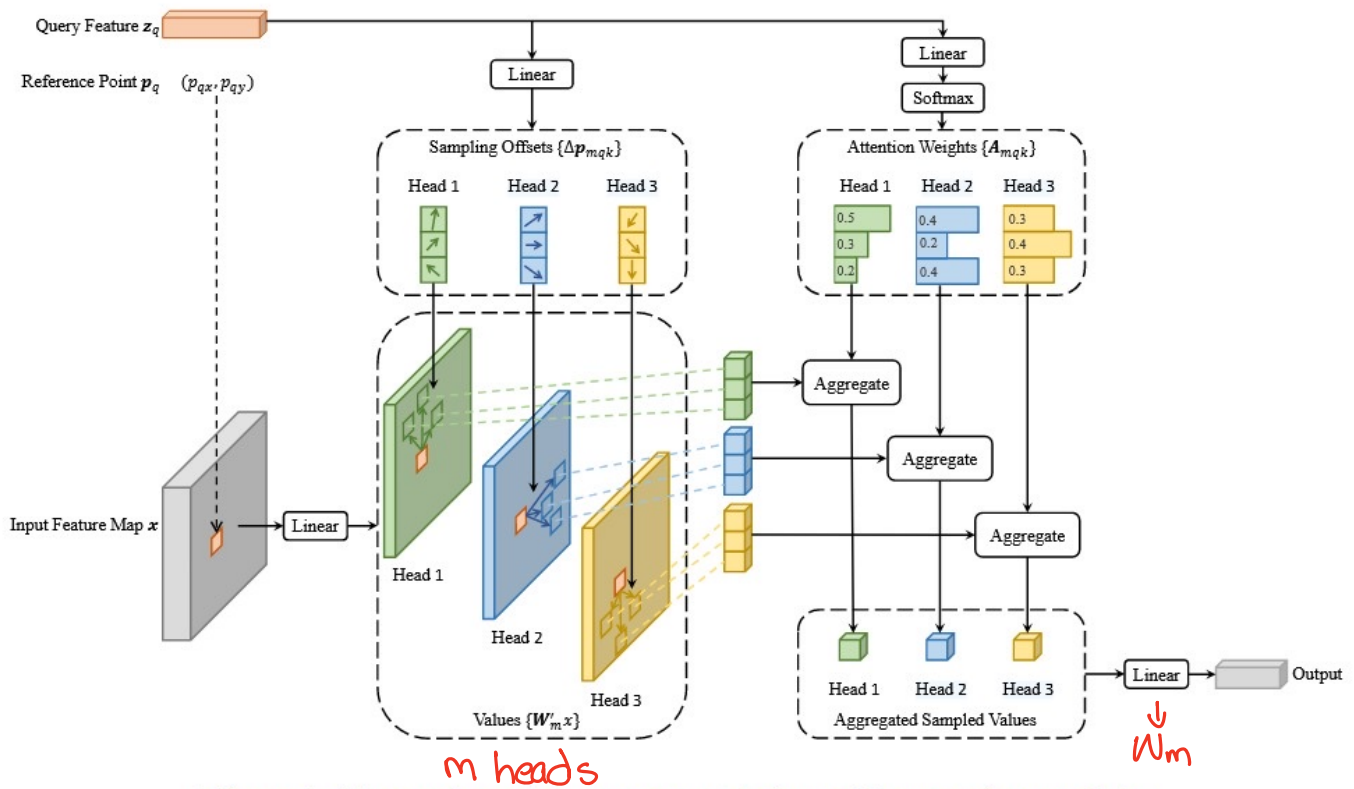 Query Feature z_q
Linear
Linear
Softmax
Reference Point p_q (p_qx, p_qy)
Sampling Offsets {Δp_mqk}
Head 1 Head 2 Head 3
Attention Weights {A_mqk}
Head 1 Head 2 Head 3
0.5 0.4 0.3
0.3 0.2 0.4
0.2 0.4 0.3
Aggregate
Aggregate
Aggregate
Input Feature Map x
Linear
Head 1
Head 2
Head 3
Values {W'_m x}
Head 1 Head 2 Head 3
Aggregated Sampled Values
Linear
Output
m heads
W_m